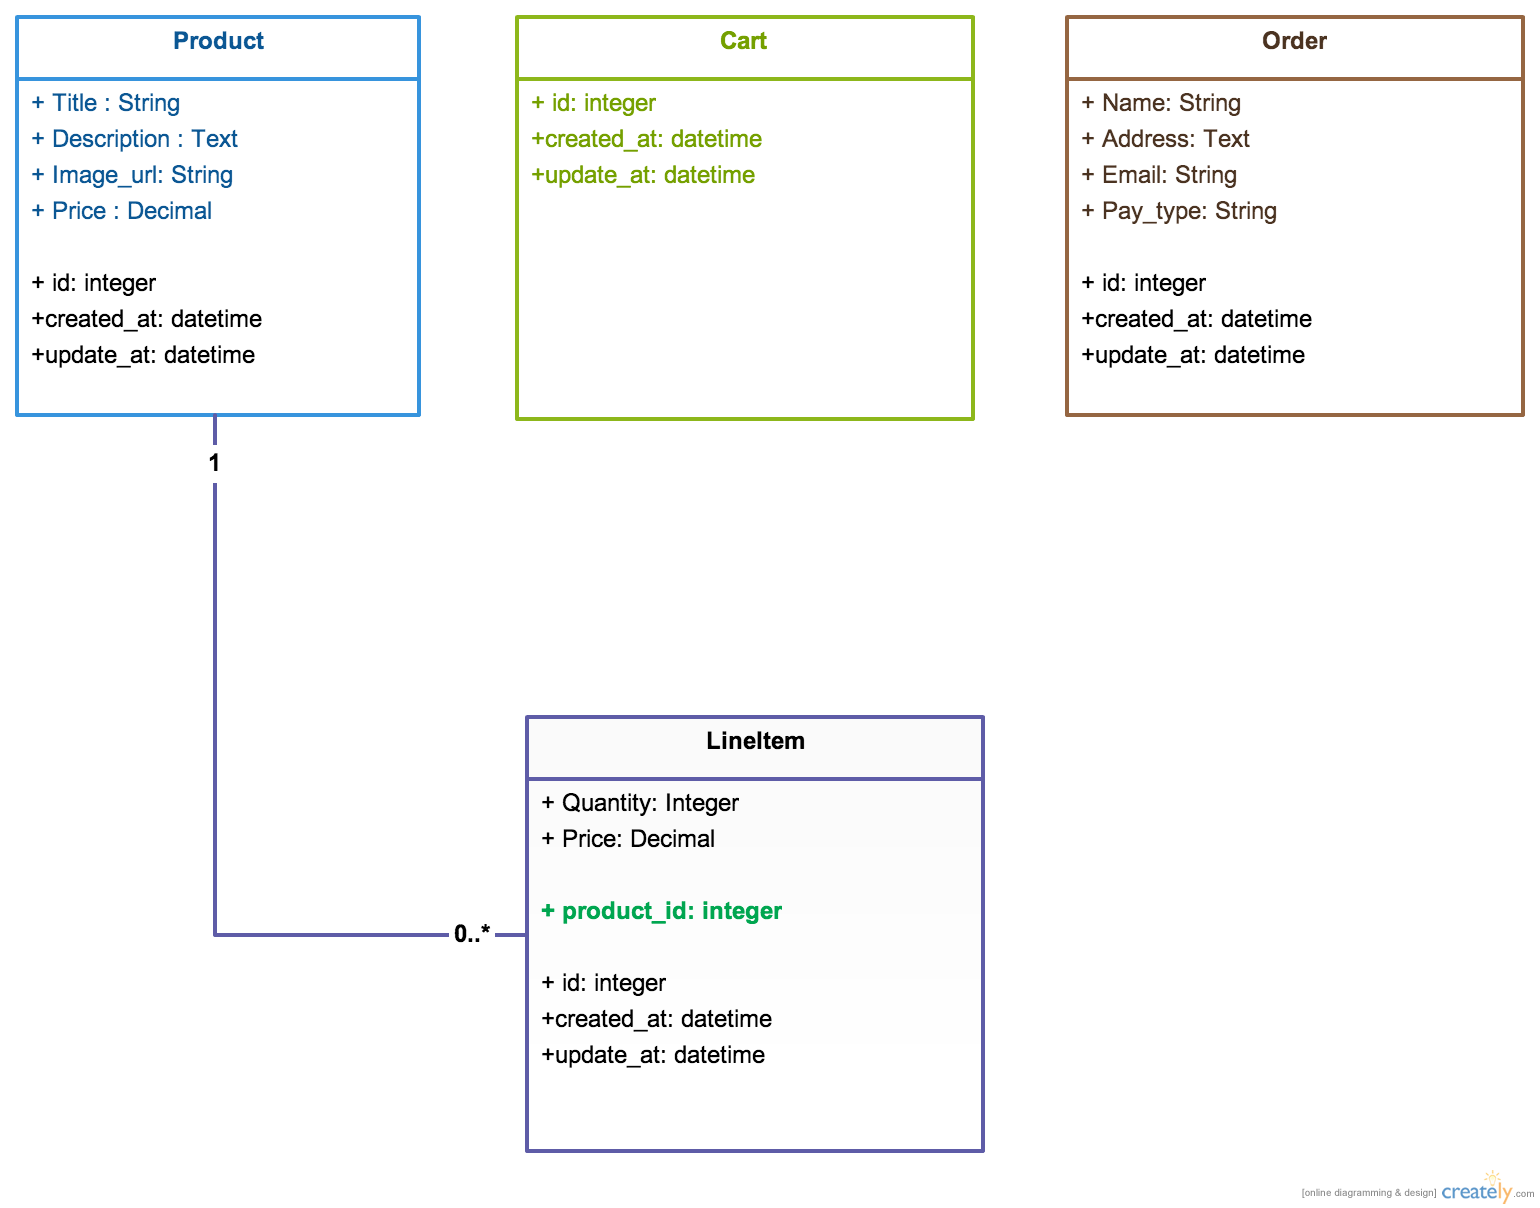 Product
+ Title : String
+ Description : Text
+ Image_url: String
+ Price : Decimal
+ id: integer
+created_at: datetime
+update_at: datetime
Cart
+ id: integer
+created_at: datetime
+update_at: datetime
Order
+ Name: String
+ Address: Text
+ Email: String
+ Pay_type: String
+ id: integer
+created_at: datetime
+update_at: datetime
1
0..*
LineItem
+ Quantity: Integer
+ Price: Decimal
+ product_id: integer
+ id: integer
+created_at: datetime
+update_at: datetime
[online diagramming & design] creately.com